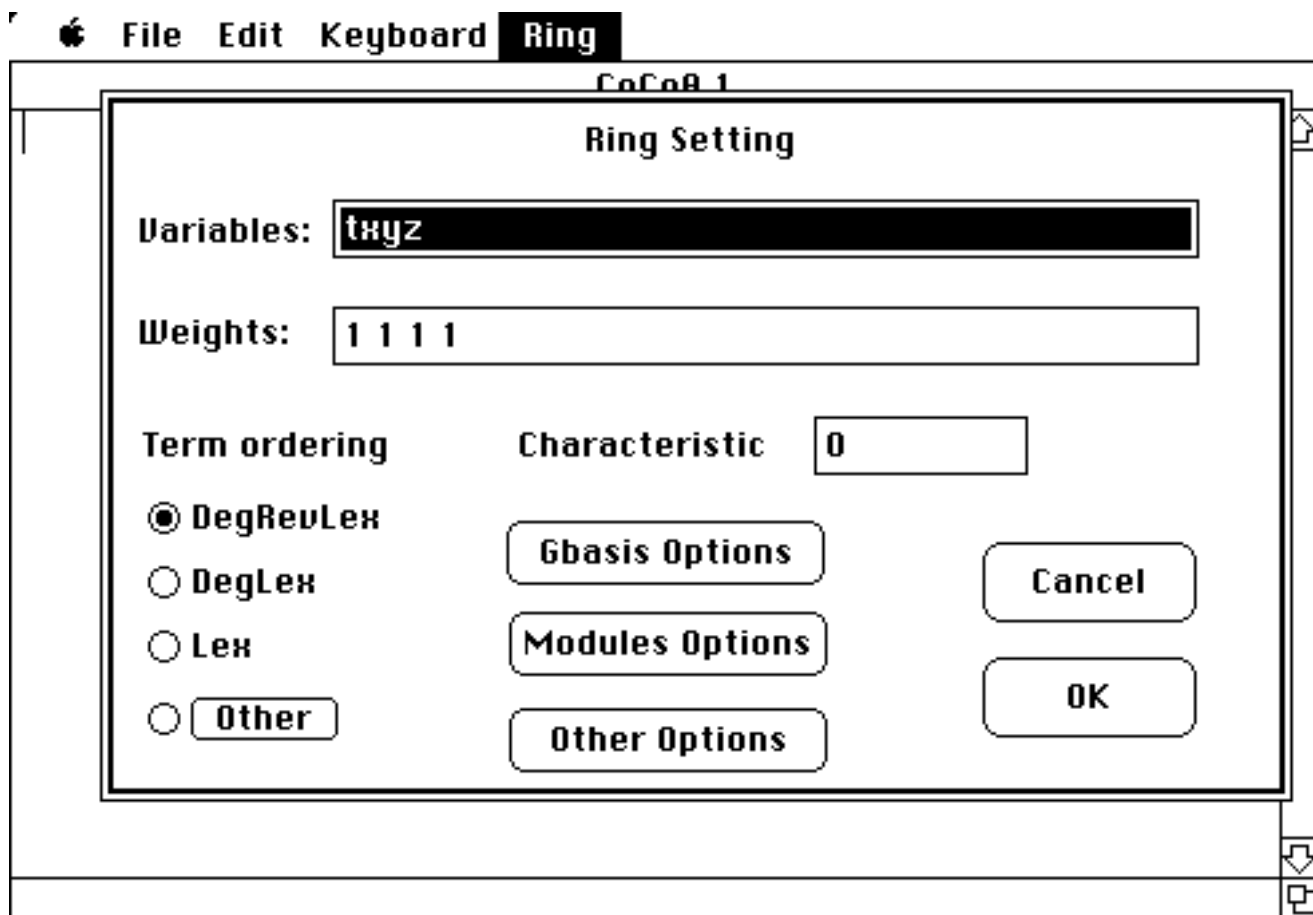 File Edit Keyboard Ring
CoCoA 1
Ring Setting
Variables: txyz
Weights: 1 1 1 1
Term ordering Characteristic 0
DegRevLex
Gbasis Options
DegLex Cancel
Lex Modules Options
Other Other Options OK